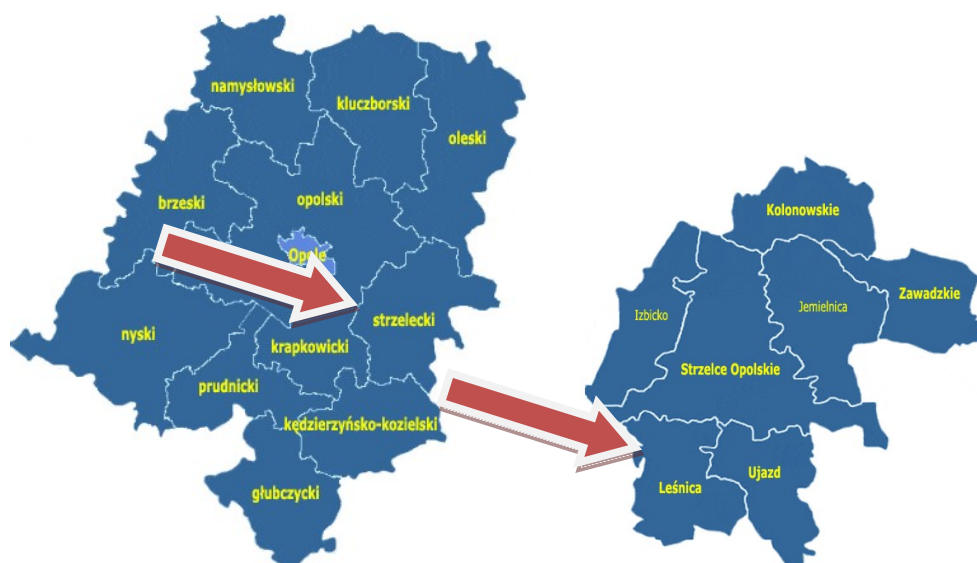 namysłowski
kluczborski
oleski
brzeski
opolski
Opole
nyski
strzelecki
krapkowicki
prudnicki
kędzierzyńsko-kozielski
głubczycki
Kolonowskie
Zawadzkie
Izbicko
Jemielnica
Strzelce Opolskie
Leśnica
Ujazd